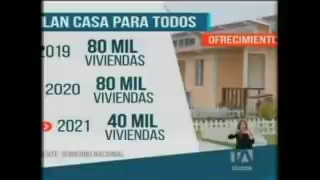 LAN CASA PARA TODOS
OFRECIMIENTO
2019
80 MIL
VIVIENDAS
2020
80 MIL
VIVIENDAS
2021
40 MIL
VIVIENDAS
GOBIERNO NACIONAL